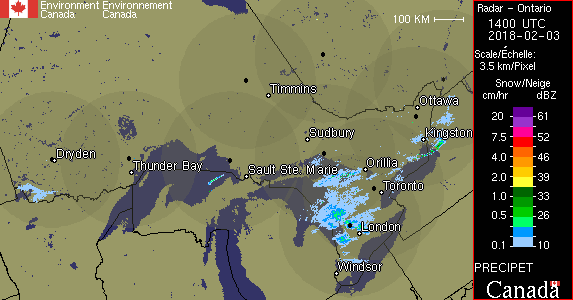 Environment Environnement
Canada Canada
100 KM
Timmins
Ottawa
Sudbury
Kingston
Dryden
Thunder Bay
Sault Ste. Marie
Orillia
Toronto
London
Windsor
Radar - Ontario
1400 UTC
2018-02-03
Scale/Échelle:
3.5 km/Pixel
Snow/Neige
cm/hr dBZ
20 61
7.5 52
4.0 46
2.0 39
1.0 33
0.5 26
0.1 10
PRECIPET
Canada